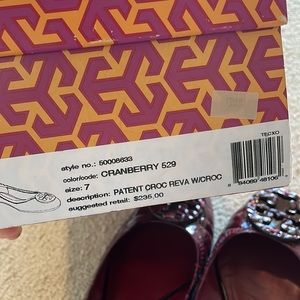 TECXO
style no.: 50008633
color/code: CRANBERRY 529
size: 7
description: PATENT CROC REVA W/CROC
suggested retail: $235.00